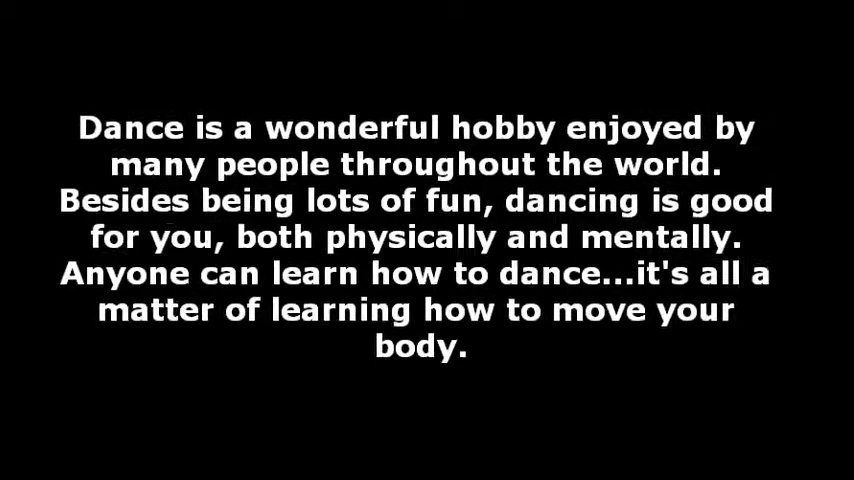 Dance is a wonderful hobby enjoyed by
many people throughout the world.
Besides being lots of fun, dancing is good
for you, both physically and mentally.
Anyone can learn how to dance...it's all a
matter of learning how to move your
body.